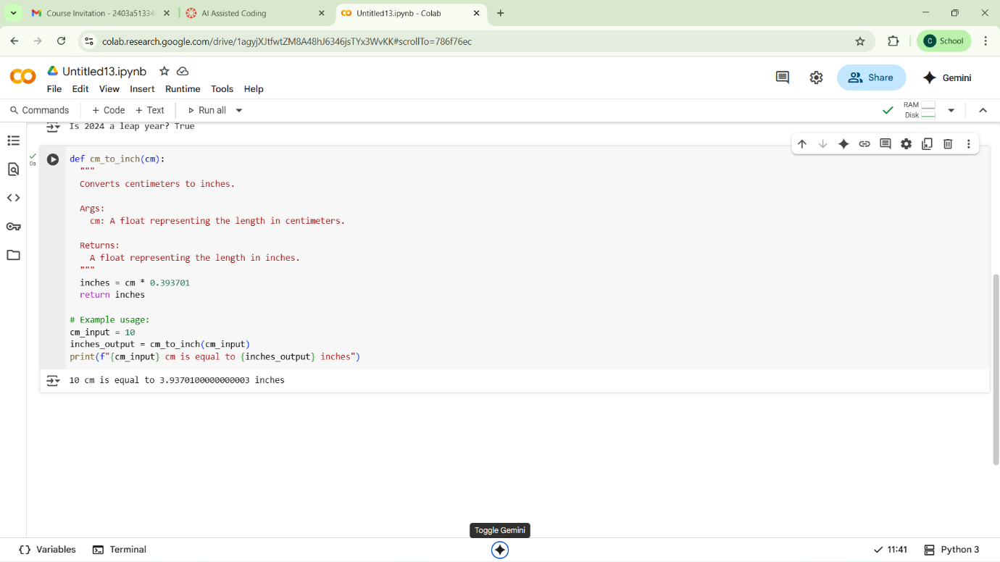 Course Invitation - 2403a51334
AI Assisted Coding
Untitled13.ipynb - Colab
colab.research.google.com/drive/1agyjXJtfwtZM8A48hJ6346jsTYx3WvKK#scrollTo=786f76ec
C School
Untitled13.ipynb
File Edit View Insert Runtime Tools Help
Share
Gemini
Commands + Code + Text Run all
RAM
Disk
Is 2024 a leap year? True
0s
def cm_to_inch(cm):
"""
Converts centimeters to inches.
Args:
cm: A float representing the length in centimeters.
Returns:
A float representing the length in inches.
"""
inches = cm * 0.393701
return inches
# Example usage:
cm_input = 10
inches_output = cm_to_inch(cm_input)
print(f"{cm_input} cm is equal to {inches_output} inches")
10 cm is equal to 3.9370100000000003 inches
Toggle Gemini
{} Variables Terminal
11:41 Python 3